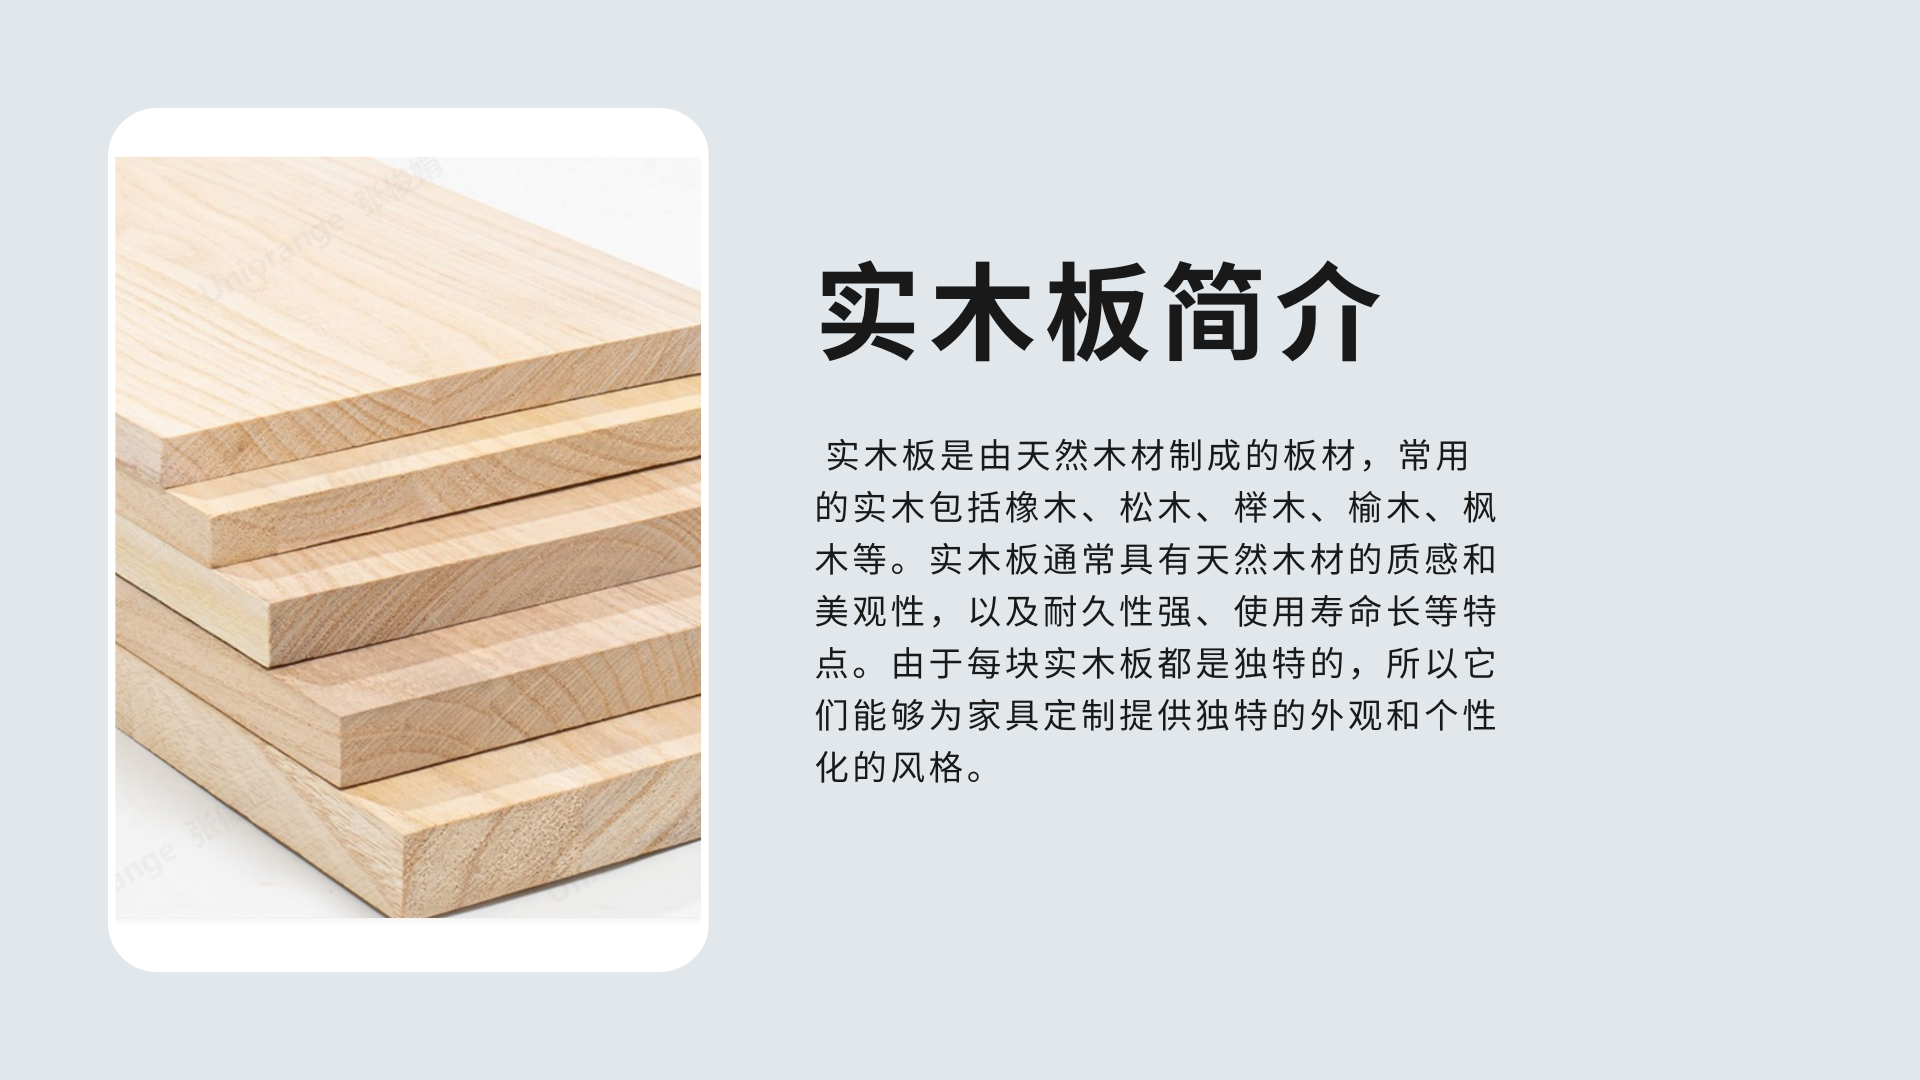 Uniorange 张俊娟
实木板简介
实木板是由天然木材制成的板材，常用
的实木包括橡木、松木、榉木、榆木、枫
木等。实木板通常具有天然木材的质感和
美观性，以及耐久性强、使用寿命长等特
点。由于每块实木板都是独特的，所以它
们能够为家具定制提供独特的外观和个性
化的风格。